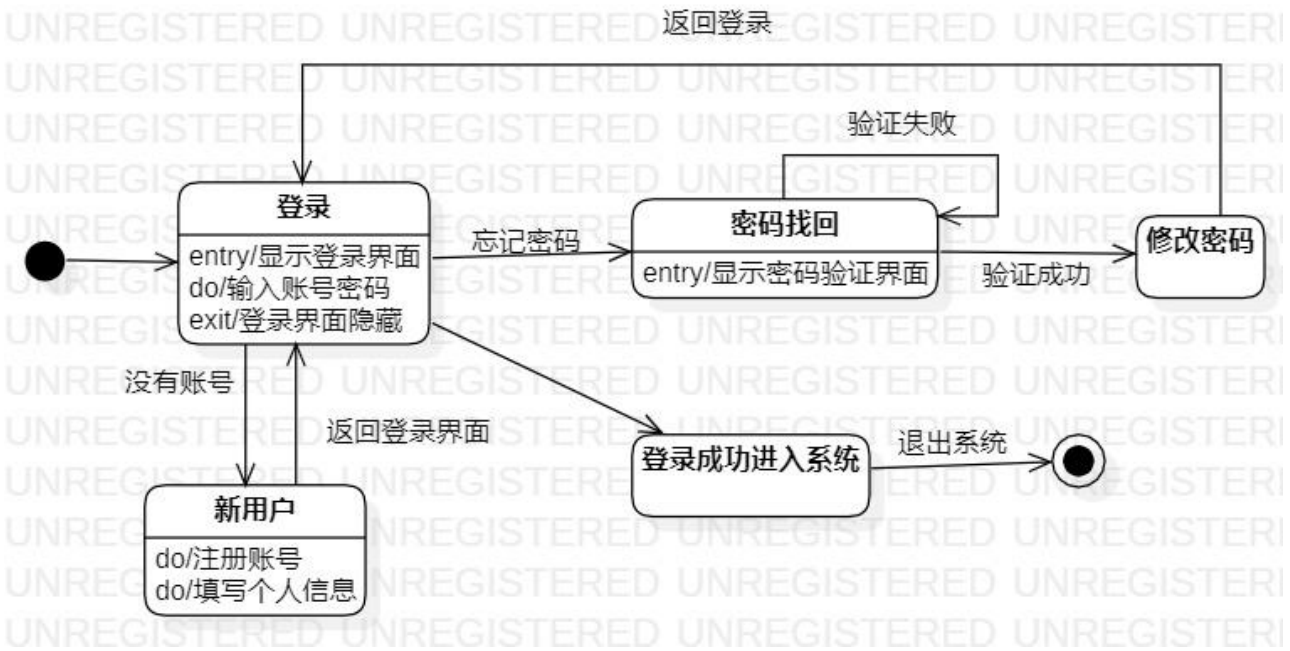 返回登录
验证失败
登录
entry/显示登录界面
do/输入账号密码
exit/登录界面隐藏
忘记密码
密码找回
entry/显示密码验证界面
验证成功
修改密码
没有账号
返回登录界面
登录成功进入系统
退出系统
新用户
do/注册账号
do/填写个人信息
UNREGISTERED UNREGISTERED UNREGISTERED UNREGISTERED